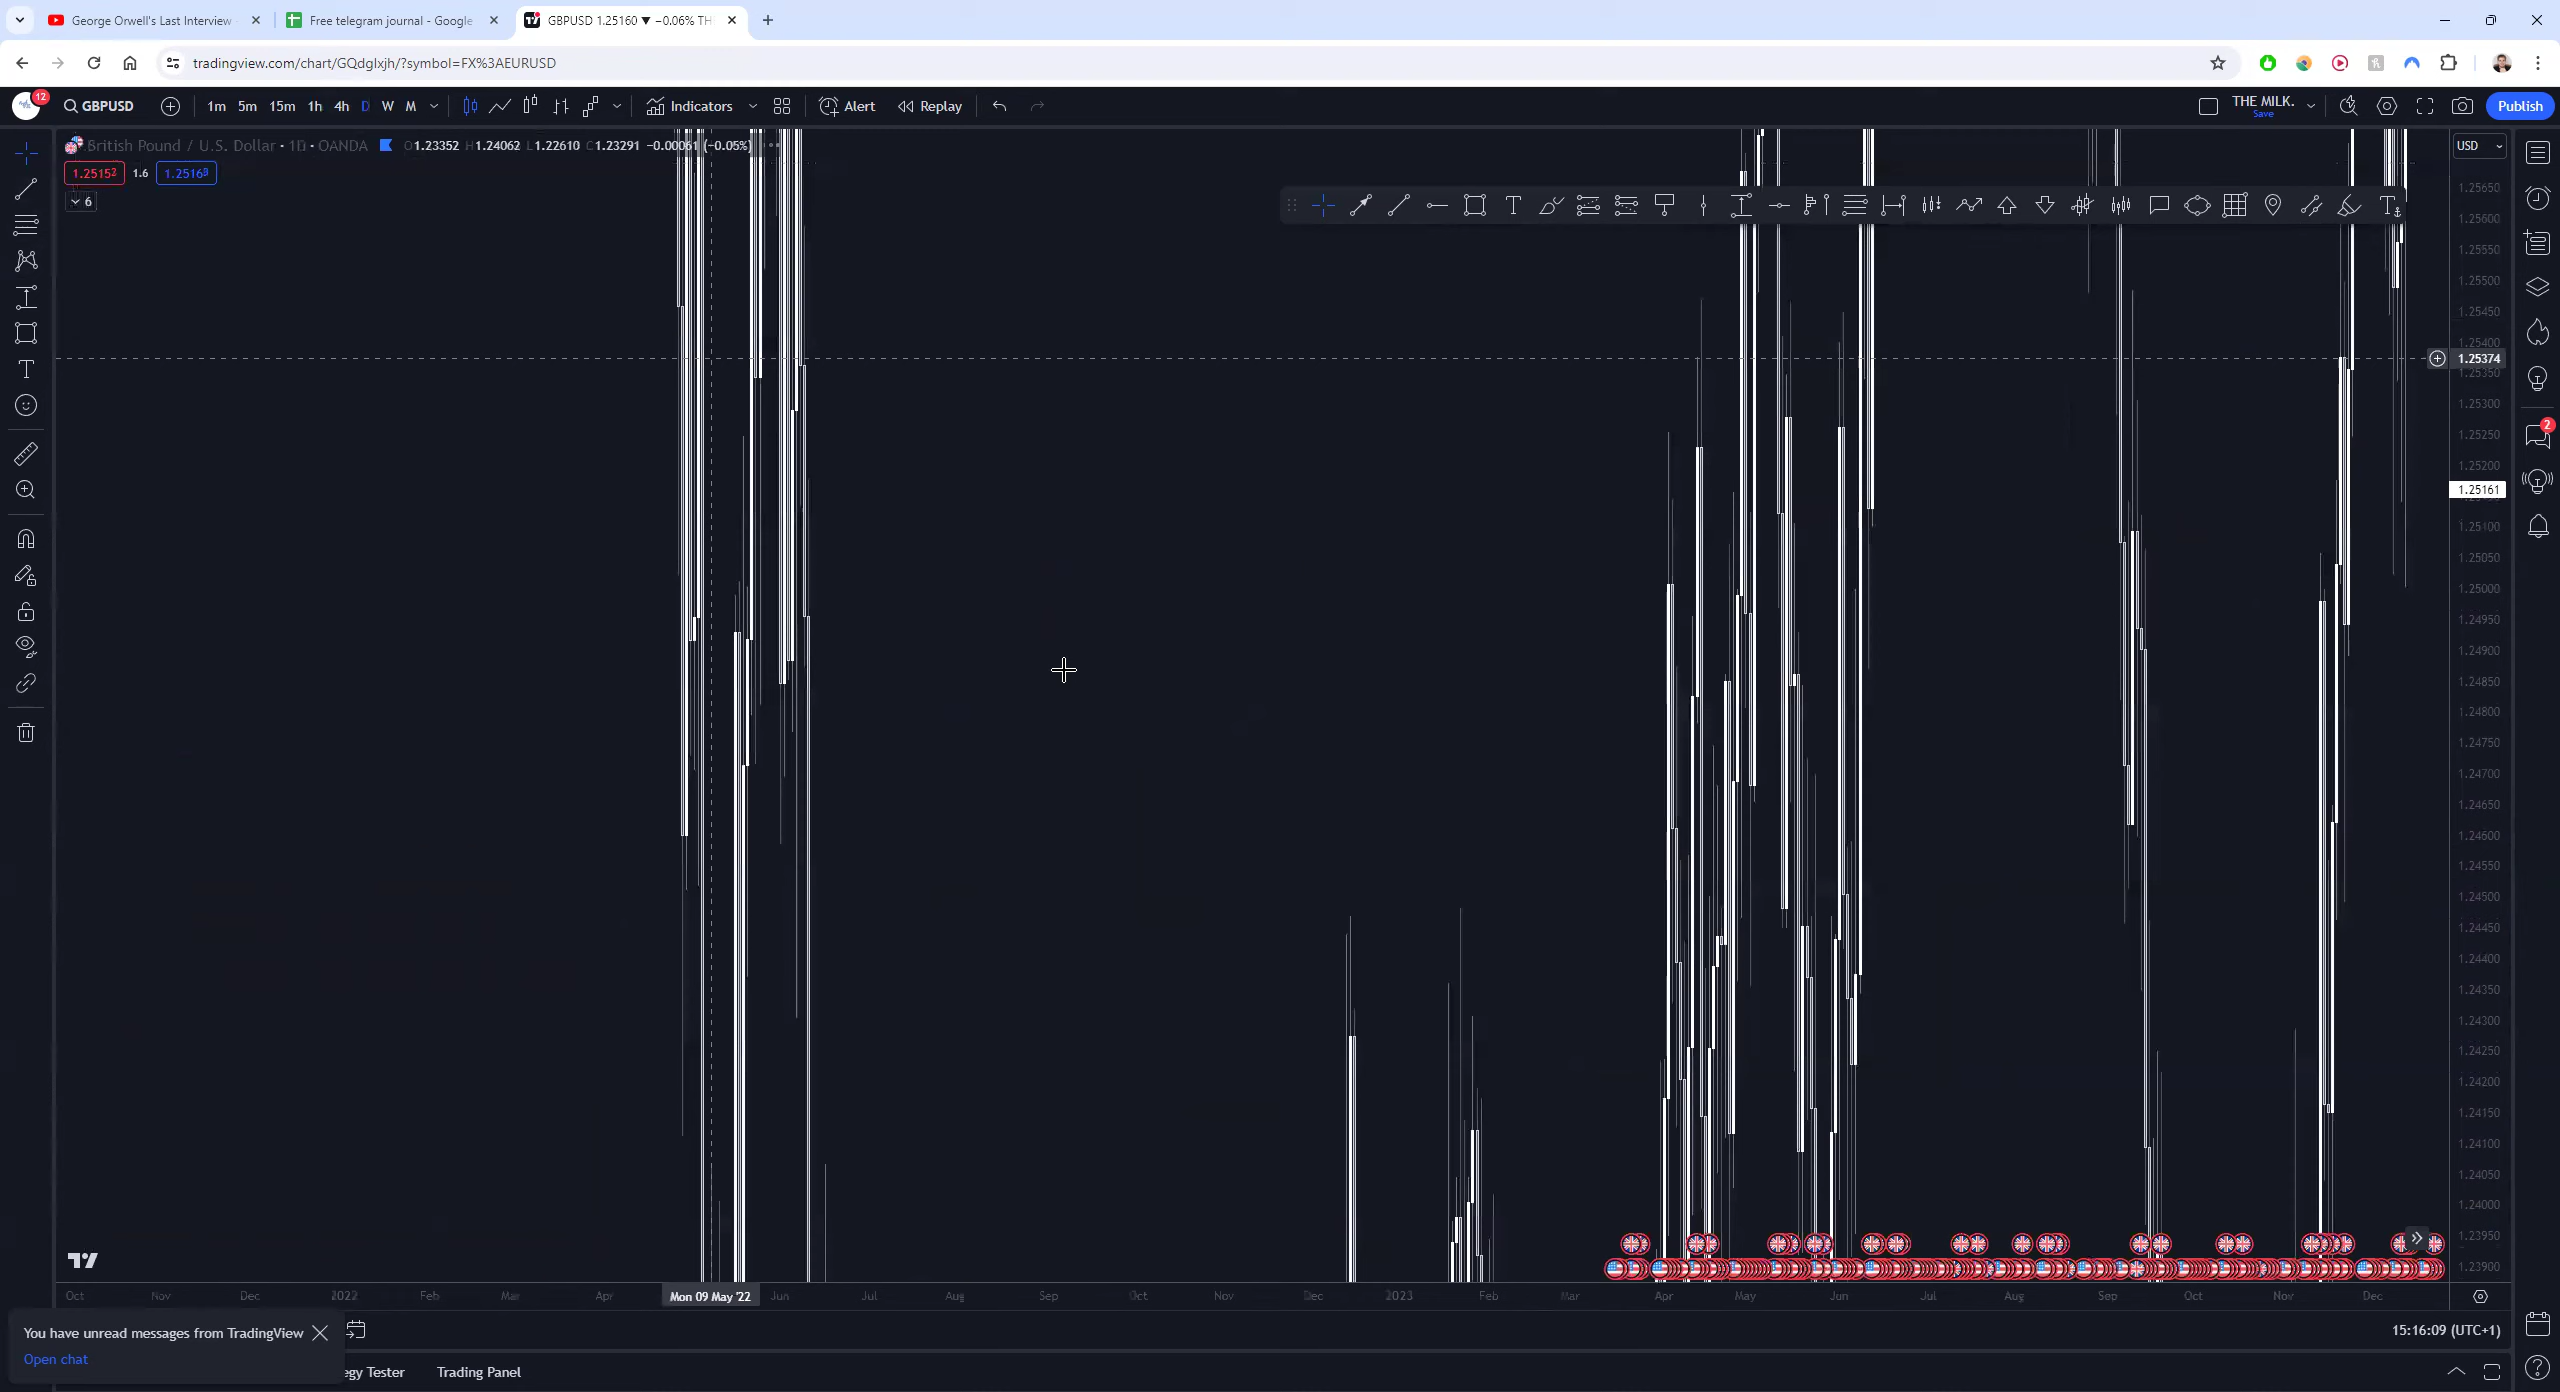 George Orwell's Last Interview
Free telegram journal - Google
GBPUSD 1.25160 ▼ −0.06% TH
tradingview.com/chart/GQdglxjh/?symbol=FX%3AEURUSD
12
GBPUSD
1m 5m 15m 1h 4h D W M
Indicators
Alert
Replay
THE MILK.
Save
Publish
British Pound / U.S. Dollar · 1D · OANDA
O1.23352 H1.24062 L1.22610 C1.23291 −0.00061 (−0.05%)
USD
1.25152 1.6 1.25168
6
1.25650
1.25600
1.25550
1.25500
1.25450
1.25400
1.25374
1.25350
1.25300
1.25250
1.25200
1.25161
1.25100
1.25050
1.25000
1.24950
1.24900
1.24850
1.24800
1.24750
1.24700
1.24650
1.24600
1.24550
1.24500
1.24450
1.24400
1.24350
1.24300
1.24250
1.24200
1.24150
1.24100
1.24050
1.24000
1.23950
1.23900
2
Oct Nov Dec 2022 Feb Mar Apr Mon 09 May '22 Jun Jul Aug Sep Oct Nov Dec 2023 Feb Mar Apr May Jun Jul Aug Sep Oct Nov Dec
You have unread messages from TradingView
Open chat
15:16:09 (UTC+1)
egy Tester
Trading Panel